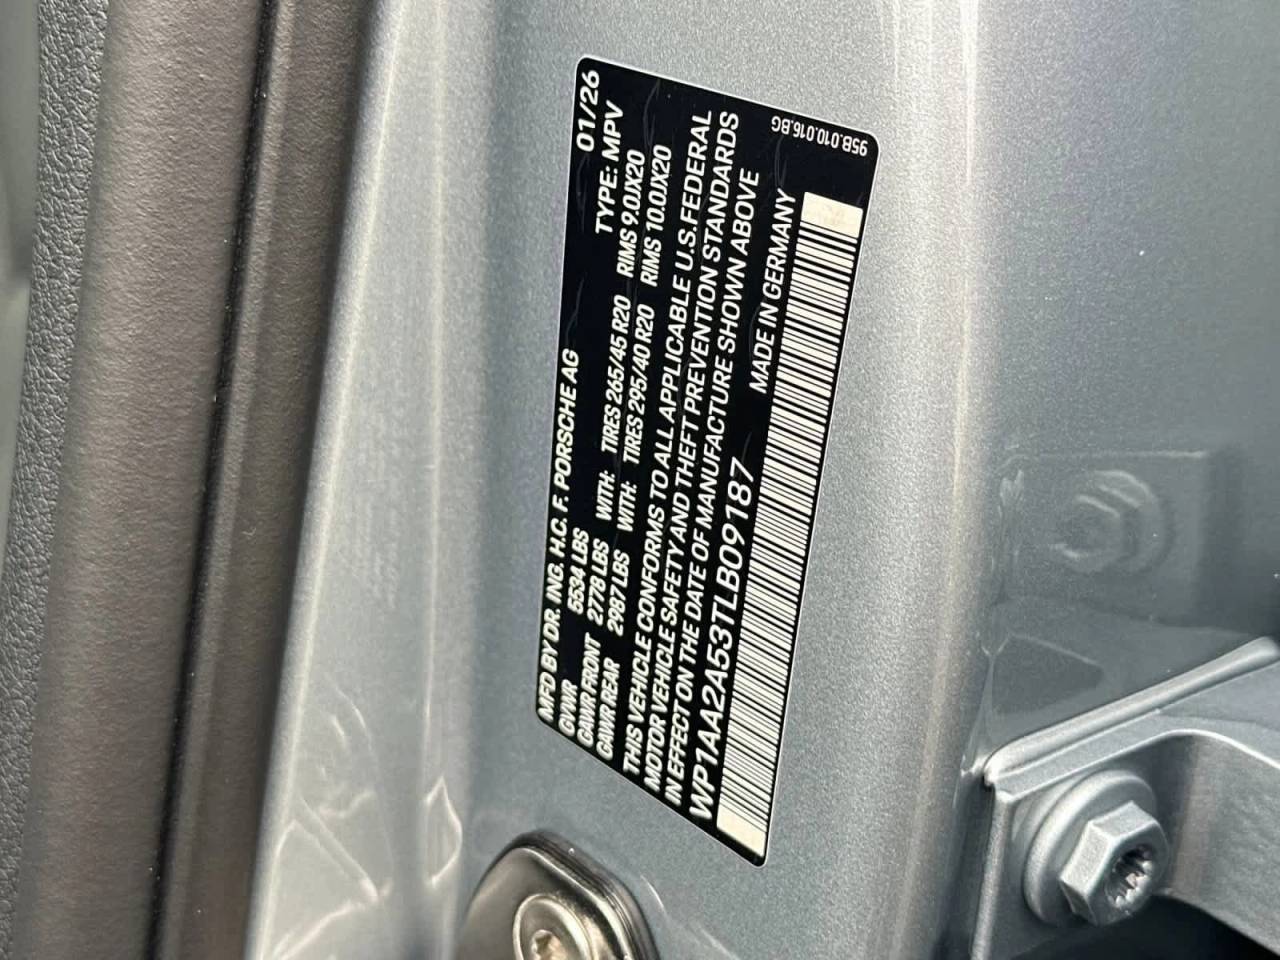 MFD BY DR. ING. H.C. F. PORSCHE AG 01/26
GVWR 5534 LBS TYPE: MPV
GAWR FRONT 2778 LBS WITH: TIRES 265/45 R20 RIMS 9.0JX20
GAWR REAR 2987 LBS WITH: TIRES 295/40 R20 RIMS 10.0JX20
THIS VEHICLE CONFORMS TO ALL APPLICABLE U.S.FEDERAL
MOTOR VEHICLE SAFETY AND THEFT PREVENTION STANDARDS
IN EFFECT ON THE DATE OF MANUFACTURE SHOWN ABOVE
WP1AA2A53TLB09187 MADE IN GERMANY
95B.010.016.BG